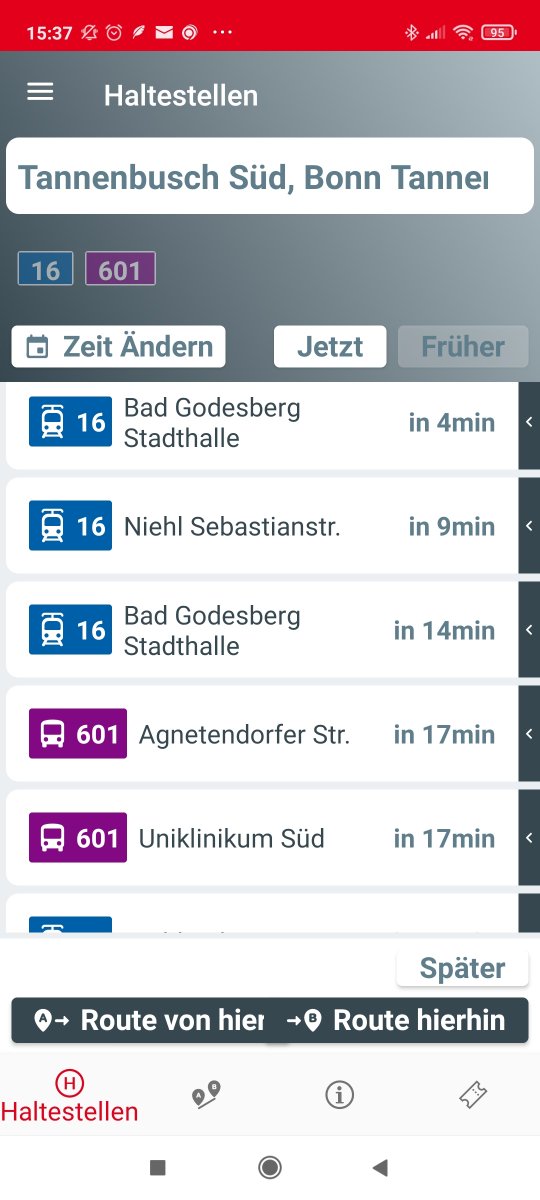 15:37
95
Haltestellen
Tannenbusch Süd, Bonn
16 601
Zeit Ändern Jetzt Früher
16 Bad Godesberg
Stadthalle in 4min
16 Niehl Sebastianstr. in 9min
16 Bad Godesberg
Stadthalle in 14min
601 Agnetendorfer Str. in 17min
601 Uniklinikum Süd in 17min
Später
A Route von hier B Route hierhin
H A B
Haltestellen